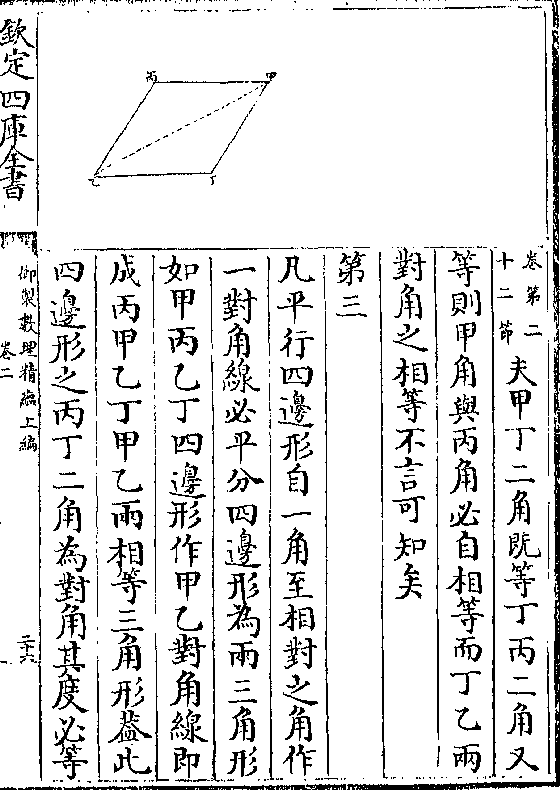 卷第二
十二節
夫甲丁二角既等丁丙二角又
等則甲角與丙角必自相等而丁乙兩
對角之相等不言可知矣
第三
凡平行四邊形自一角至相對之角作
一對角線必平分四邊形為兩三角形
如甲丙乙丁四邊形作甲乙對角線即
成丙甲乙丁甲乙兩相等三角形葢此
四邊形之丙丁二角為對角其度必等
欽定四庫全書
御製數理精蘊上編
卷二
二十六
丙
甲
乙
丁